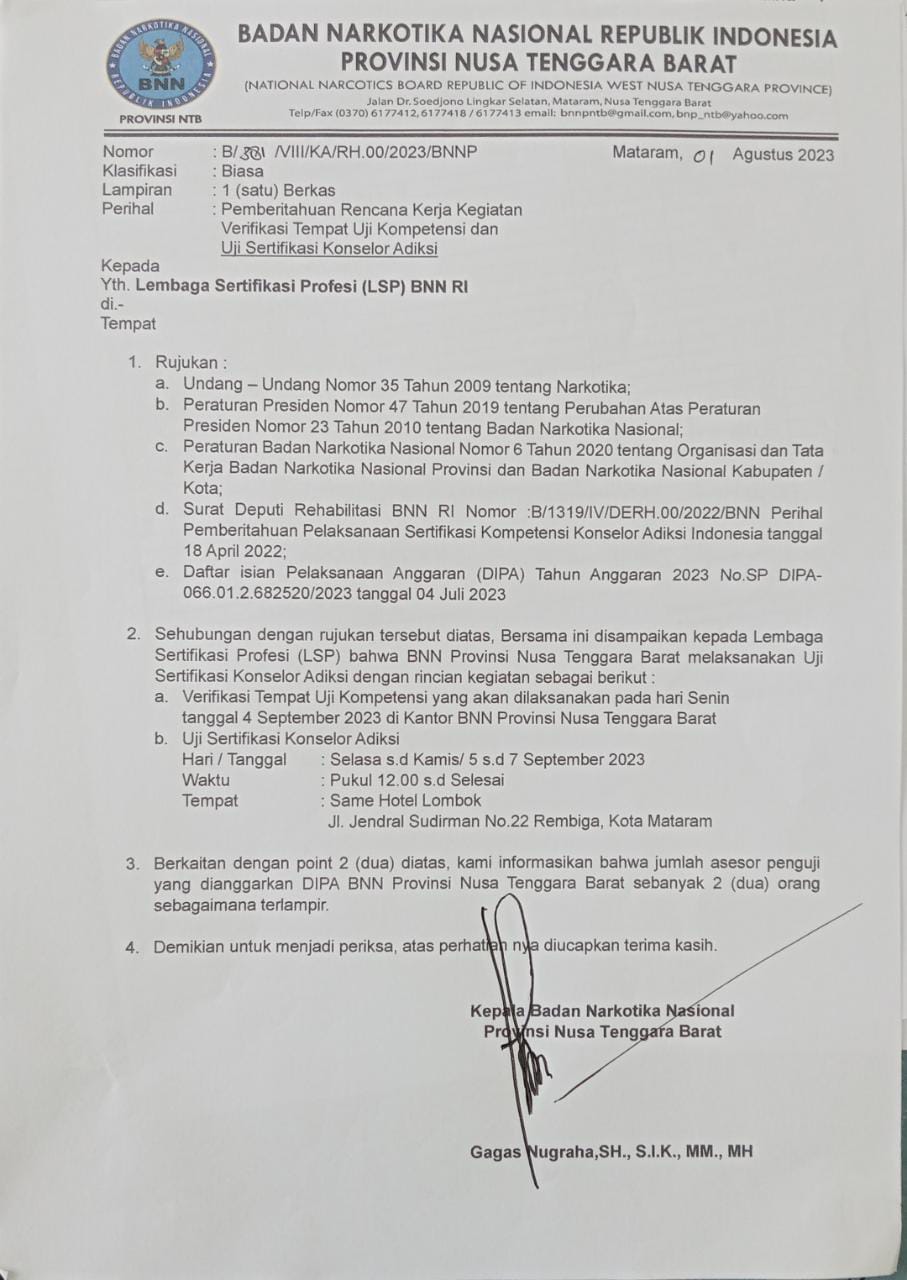 BADAN NARKOTIKA NASIONAL REPUBLIK INDONESIA
PROVINSI NUSA TENGGARA BARAT
(NATIONAL NARCOTICS BOARD REPUBLIC OF INDONESIA WEST NUSA TENGGARA PROVINCE)
Jalan Dr. Soedjono Lingkar Selatan, Mataram, Nusa Tenggara Barat
Telp/Fax (0370) 6177412, 6177418 / 6177413 email: bnnpntb@gmail.com, bnp_ntb@yahoo.com
BADAN NARKOTIKA NASIONAL
BNN
REPUBLIK INDONESIA
PROVINSI NTB
Nomor : B/ /VIII/KA/RH.00/2023/BNNP Mataram, 01 Agustus 2023
Klasifikasi : Biasa
Lampiran : 1 (satu) Berkas
Perihal : Pemberitahuan Rencana Kerja Kegiatan
Verifikasi Tempat Uji Kompetensi dan
Uji Sertifikasi Konselor Adiksi
Kepada
Yth. Lembaga Sertifikasi Profesi (LSP) BNN RI
di.-
Tempat
1. Rujukan :
a. Undang – Undang Nomor 35 Tahun 2009 tentang Narkotika;
b. Peraturan Presiden Nomor 47 Tahun 2019 tentang Perubahan Atas Peraturan
Presiden Nomor 23 Tahun 2010 tentang Badan Narkotika Nasional;
c. Peraturan Badan Narkotika Nasional Nomor 6 Tahun 2020 tentang Organisasi dan Tata
Kerja Badan Narkotika Nasional Provinsi dan Badan Narkotika Nasional Kabupaten /
Kota;
d. Surat Deputi Rehabilitasi BNN RI Nomor :B/1319/IV/DERH.00/2022/BNN Perihal
Pemberitahuan Pelaksanaan Sertifikasi Kompetensi Konselor Adiksi Indonesia tanggal
18 April 2022;
e. Daftar isian Pelaksanaan Anggaran (DIPA) Tahun Anggaran 2023 No.SP DIPA-
066.01.2.682520/2023 tanggal 04 Juli 2023
2. Sehubungan dengan rujukan tersebut diatas, Bersama ini disampaikan kepada Lembaga
Sertifikasi Profesi (LSP) bahwa BNN Provinsi Nusa Tenggara Barat melaksanakan Uji
Sertifikasi Konselor Adiksi dengan rincian kegiatan sebagai berikut :
a. Verifikasi Tempat Uji Kompetensi yang akan dilaksanakan pada hari Senin
tanggal 4 September 2023 di Kantor BNN Provinsi Nusa Tenggara Barat
b. Uji Sertifikasi Konselor Adiksi
Hari / Tanggal : Selasa s.d Kamis/ 5 s.d 7 September 2023
Waktu : Pukul 12.00 s.d Selesai
Tempat : Same Hotel Lombok
Jl. Jendral Sudirman No.22 Rembiga, Kota Mataram
3. Berkaitan dengan point 2 (dua) diatas, kami informasikan bahwa jumlah asesor penguji
yang dianggarkan DIPA BNN Provinsi Nusa Tenggara Barat sebanyak 2 (dua) orang
sebagaimana terlampir.
4. Demikian untuk menjadi periksa, atas perhatian nya diucapkan terima kasih.
Kepala Badan Narkotika Nasional
Provinsi Nusa Tenggara Barat
Gagas Nugraha,SH., S.I.K., MM., MH